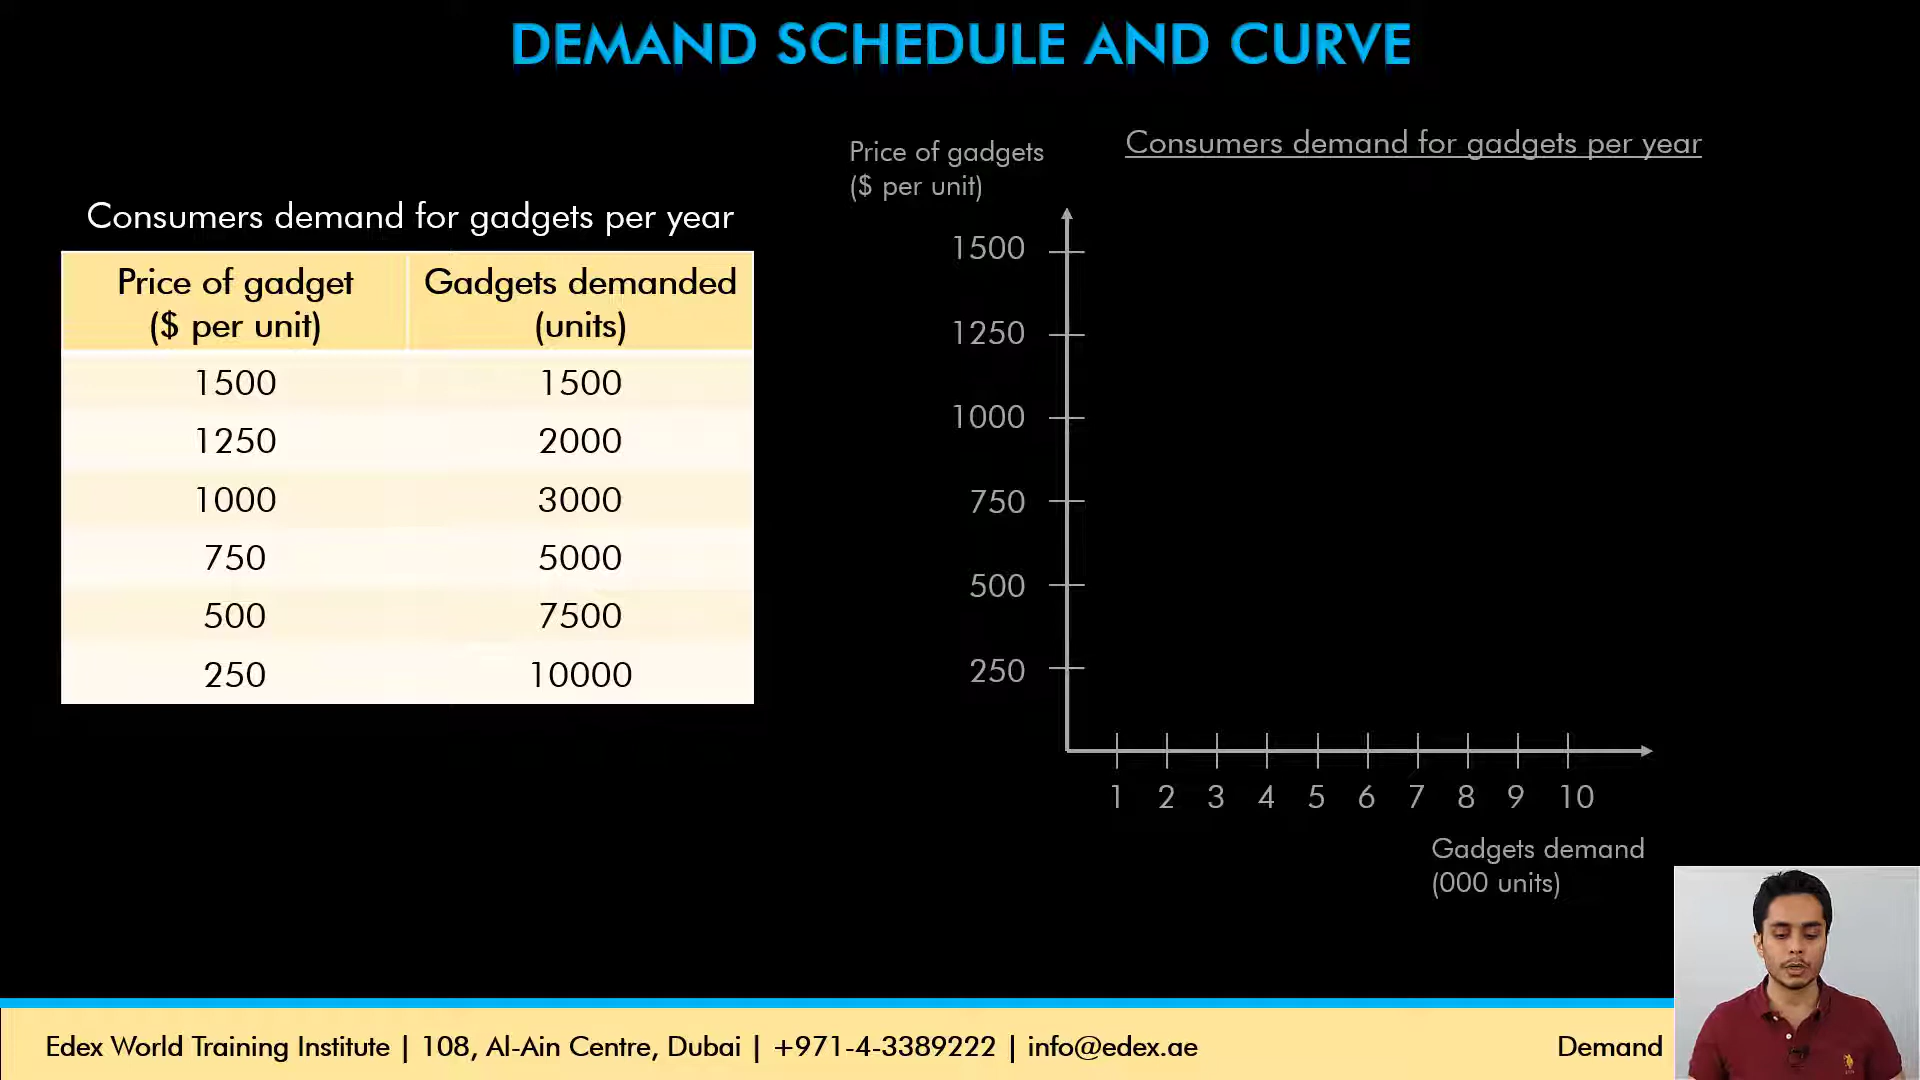 DEMAND SCHEDULE AND CURVE
Consumers demand for gadgets per year
Price of gadget
($ per unit)
Gadgets demanded
(units)
1500 1500
1250 2000
1000 3000
750 5000
500 7500
250 10000
Price of gadgets
($ per unit)
Consumers demand for gadgets per year
1500
1250
1000
750
500
250
1 2 3 4 5 6 7 8 9 10
Gadgets demand
(000 units)
Edex World Training Institute | 108, Al-Ain Centre, Dubai | +971-4-3389222 | info@edex.ae
Demand